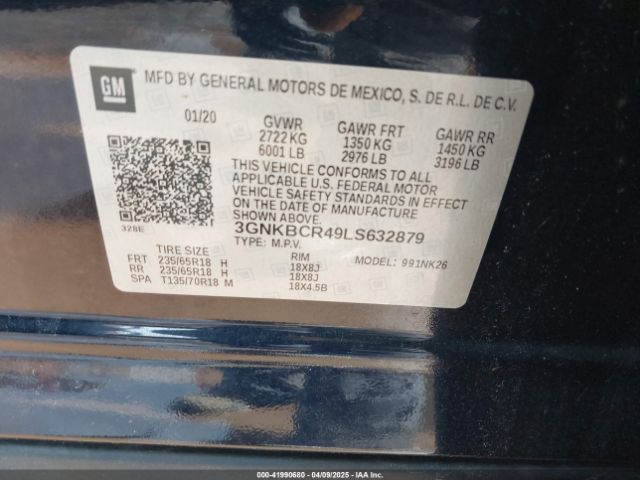 GM
MFD BY GENERAL MOTORS DE MEXICO, S. DE R.L. DE C.V.
01/20 GVWR GAWR FRT GAWR RR
2722 KG 1350 KG 1450 KG
6001 LB 2976 LB 3196 LB
THIS VEHICLE CONFORMS TO ALL
APPLICABLE U.S. FEDERAL MOTOR
VEHICLE SAFETY STANDARDS IN EFFECT
ON THE DATE OF MANUFACTURE
328E
3GNKBCR49LS632879
TYPE: M.P.V. MODEL: 991NK26
TIRE SIZE RIM
FRT 235/65R18 H 18X8J
RR 235/65R18 H 18X8J
SPA T135/70R18 M 18X4.5B
000-41990680 | 04/09/2025 - IAA Inc.